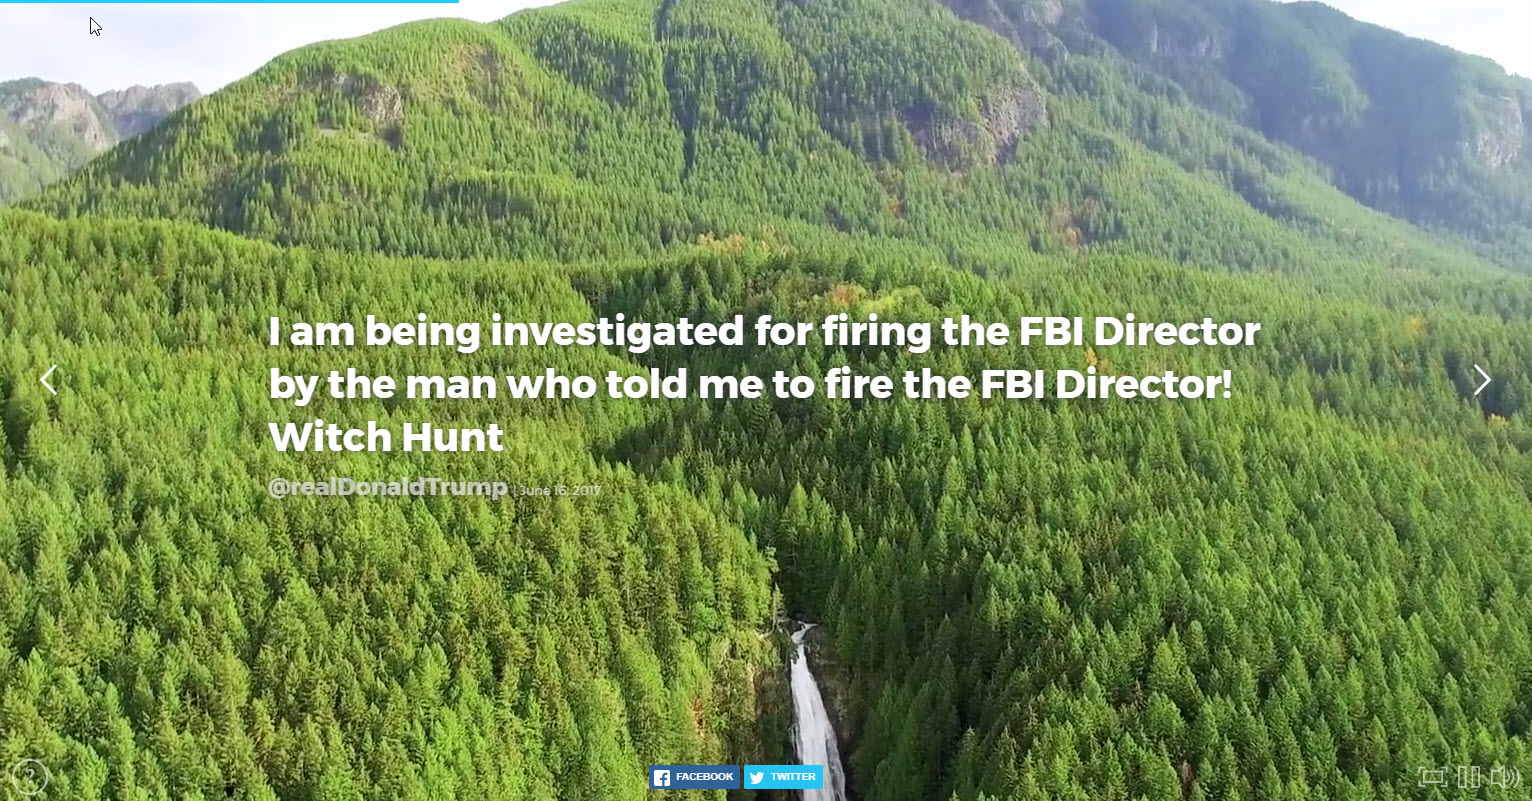 I am being investigated for firing the FBI Director
by the man who told me to fire the FBI Director!
Witch Hunt
@realDonaldTrump | June 16, 2017
?
FACEBOOK TWITTER